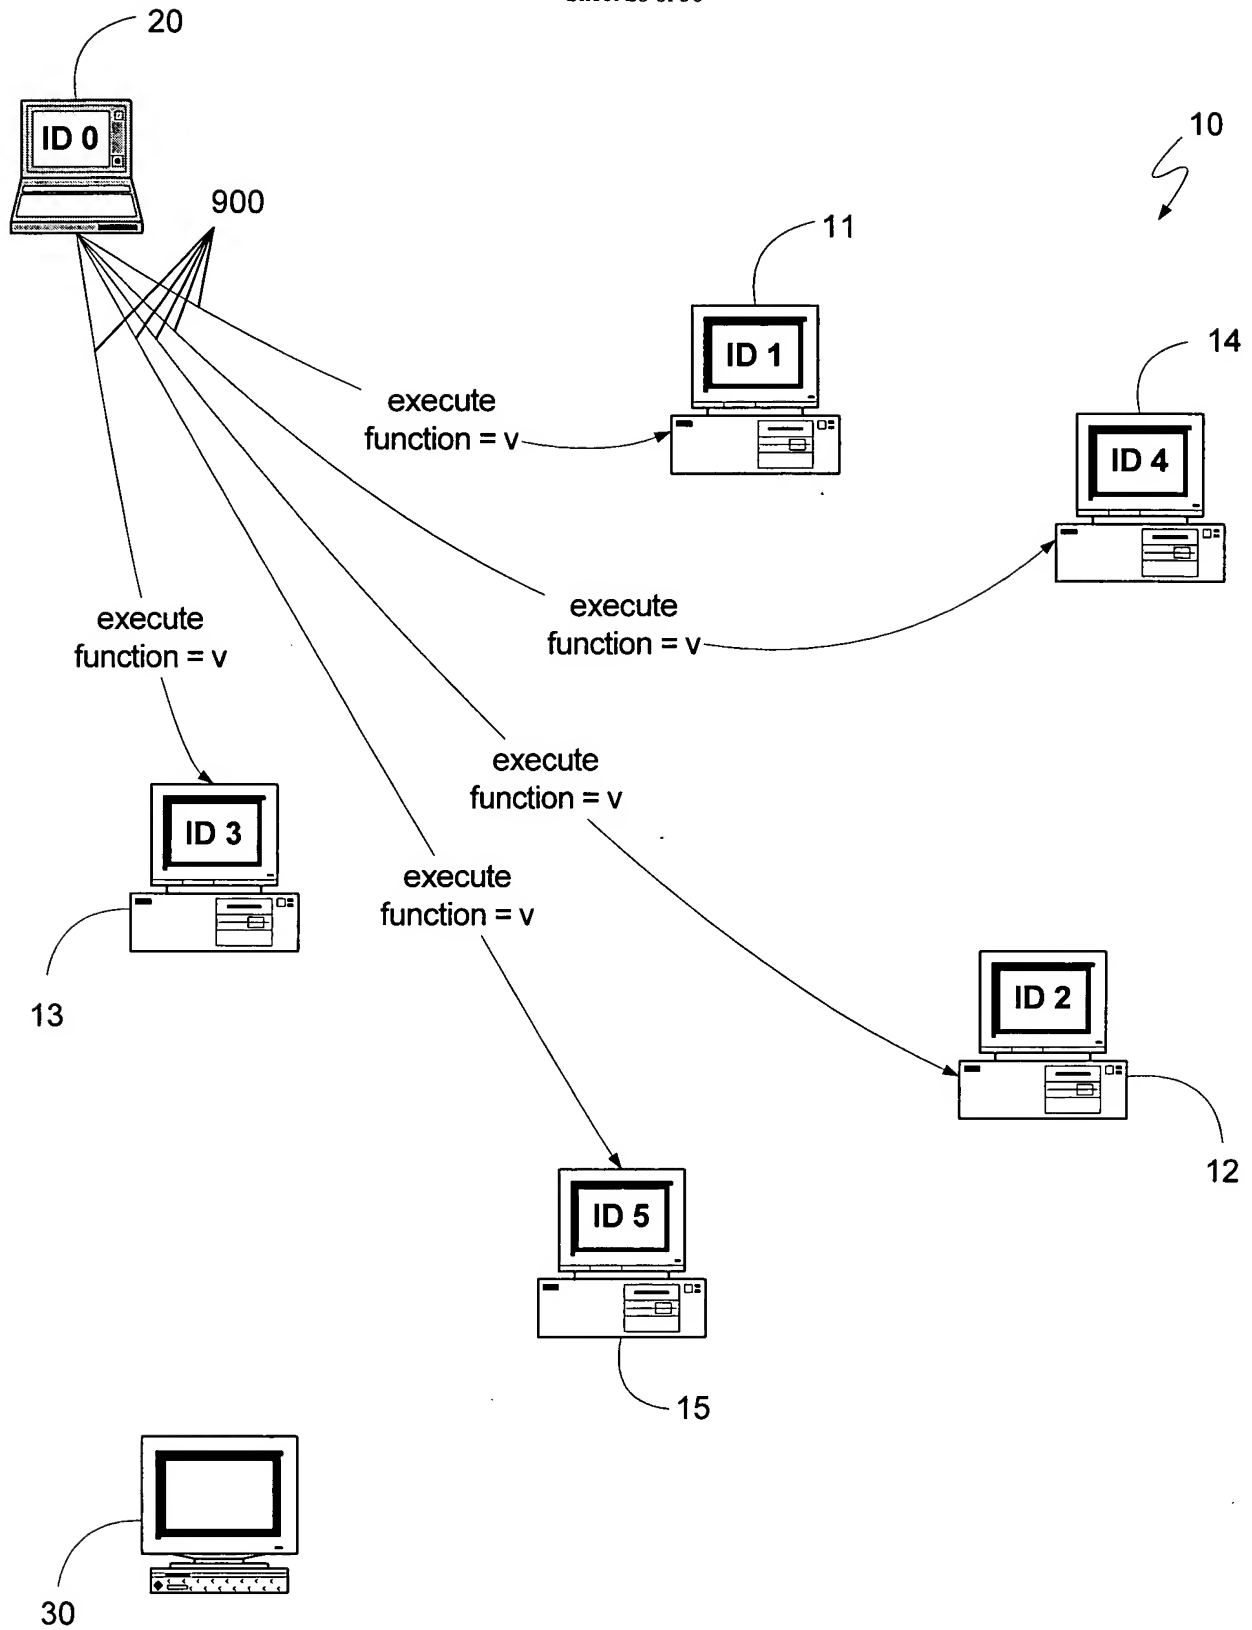 20
ID 0
10
900
11
ID 1
14
execute
function = v
ID 4
execute
function = v
execute
function = v
execute
function = v
ID 3
execute
function = v
13
ID 2
12
ID 5
15
30